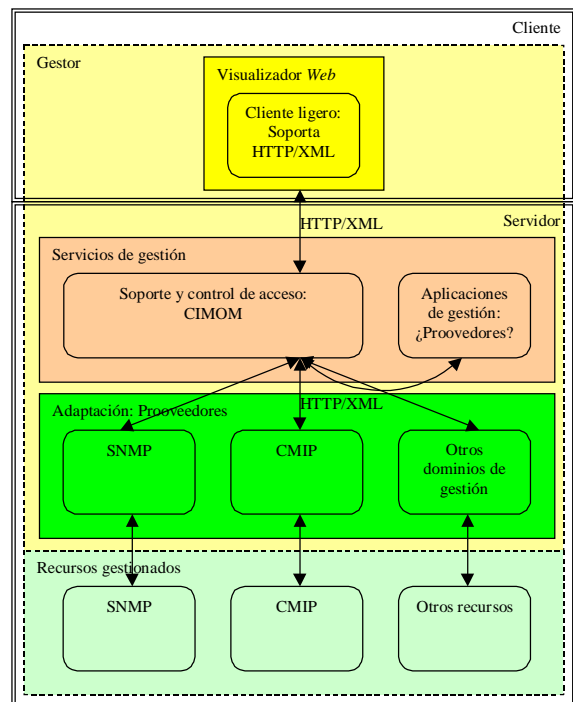 Cliente
Gestor
Visualizador Web
Cliente ligero:
Soporta
HTTP/XML
HTTP/XML
Servidor
Servicios de gestión
Soporte y control de acceso:
CIMOM
Aplicaciones
de gestión:
¿Proovedores?
Adaptación: Prooveedores
HTTP/XML
SNMP
CMIP
Otros
dominios de
gestión
Recursos gestionados
SNMP
CMIP
Otros recursos